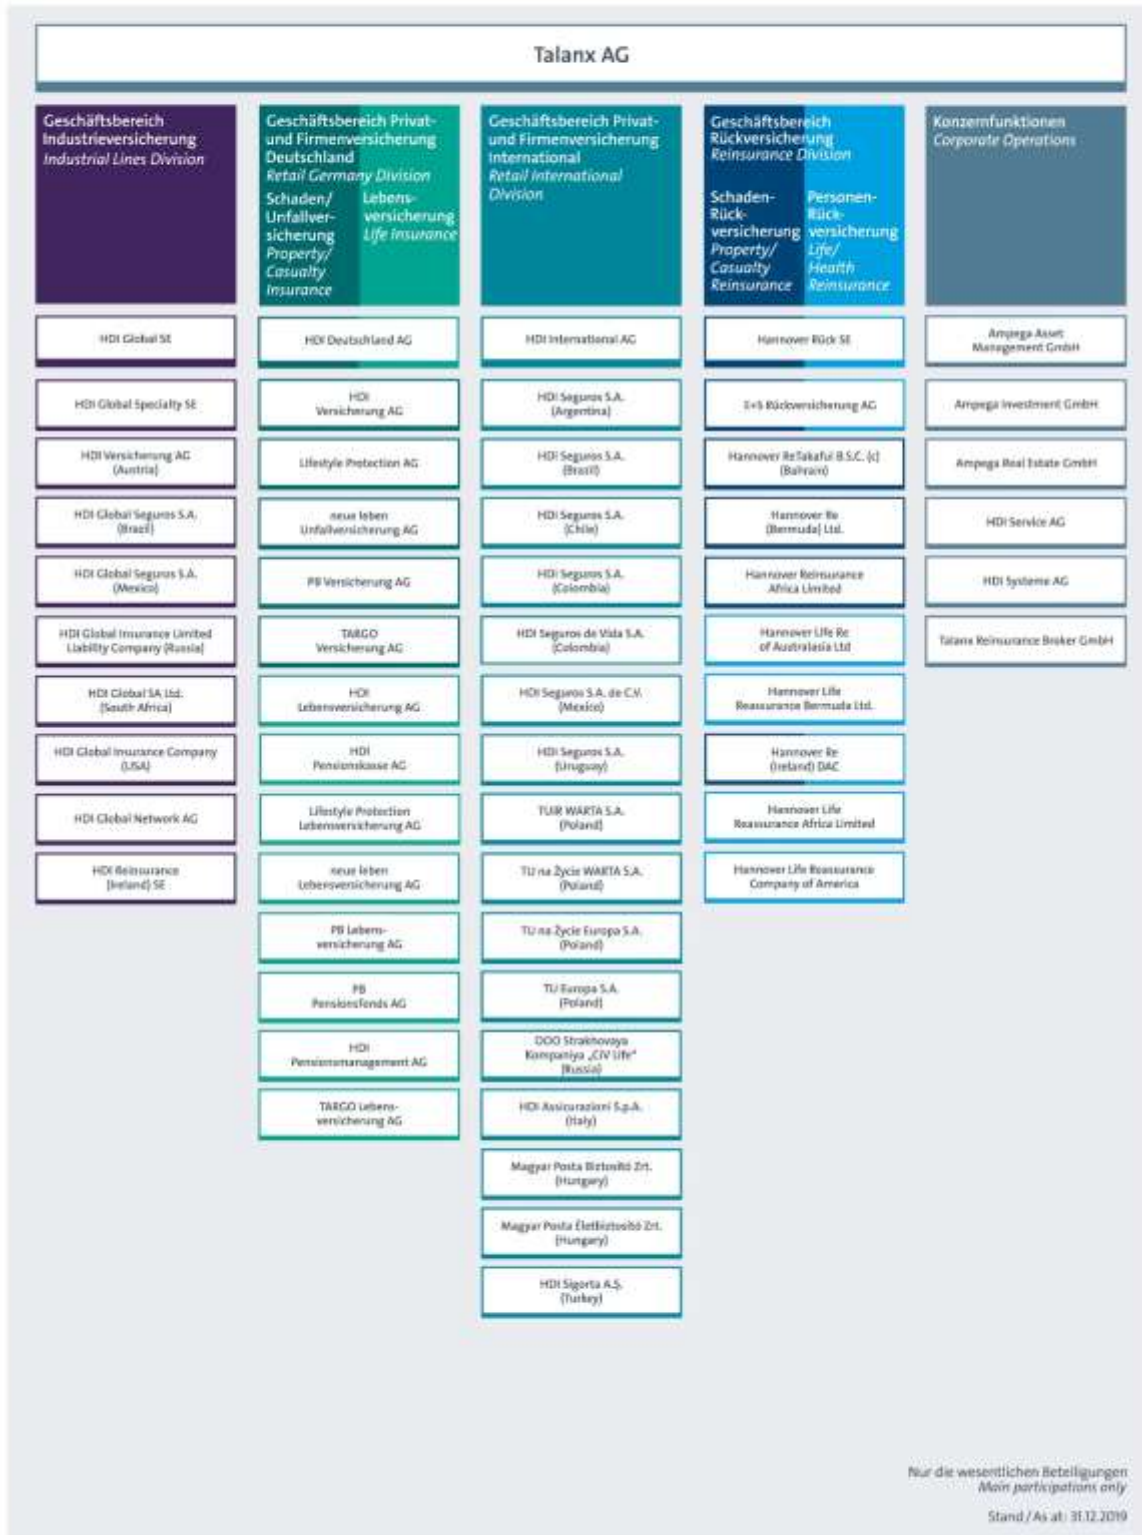 Talanx AG
Geschäftsbereich
Industrieversicherung
Industrial Lines Division
HDI Global SE
HDI Global Specialty SE
HDI Versicherung AG
(Austria)
HDI Global Seguros S.A.
(Brazil)
HDI Global Seguros S.A.
(Mexico)
HDI Global Insurance Limited
Liability Company (Russia)
HDI Global SA Ltd.
(South Africa)
HDI Global Insurance Company
(USA)
HDI Global Network AG
HDI Reinsurance
(Ireland) SE
Geschäftsbereich Privat-
und Firmenversicherung
Deutschland
Retail Germany Division
Schaden/
Unfallver-
sicherung
Property/
Casualty
Insurance
Lebens-
versicherung
Life Insurance
HDI Deutschland AG
HDI
Versicherung AG
Lifestyle Protection AG
neue leben
Unfallversicherung AG
PB Versicherung AG
TARGO
Versicherung AG
HDI
Lebensversicherung AG
HDI
Pensionskasse AG
Lifestyle Protection
Lebensversicherung AG
neue leben
Lebensversicherung AG
PB Lebens-
versicherung AG
PB
Pensionsfonds AG
HDI
Pensionsmanagement AG
TARGO Lebens-
versicherung AG
Geschäftsbereich Privat-
und Firmenversicherung
International
Retail International
Division
HDI International AG
HDI Seguros S.A.
(Argentina)
HDI Seguros S.A.
(Brazil)
HDI Seguros S.A.
(Chile)
HDI Seguros S.A.
(Colombia)
HDI Seguros de Vida S.A.
(Colombia)
HDI Seguros S.A. de C.V.
(Mexico)
HDI Seguros S.A.
(Uruguay)
TUIR WARTA S.A.
(Poland)
TU na Życie WARTA S.A.
(Poland)
TU na Życie Europa S.A.
(Poland)
TU Europa S.A.
(Poland)
OOO Strakhovaya
Kompaniya „CiV Life“
(Russia)
HDI Assicurazioni S.p.A.
(Italy)
Magyar Posta Biztosító Zrt.
(Hungary)
Magyar Posta Életbiztosító Zrt.
(Hungary)
HDI Sigorta A.Ş.
(Turkey)
Geschäftsbereich
Rückversicherung
Reinsurance Division
Schaden-
Rück-
versicherung
Property/
Casualty
Reinsurance
Personen-
Rück-
versicherung
Life/
Health
Reinsurance
Hannover Rück SE
E+S Rückversicherung AG
Hannover ReTakaful B.S.C. (c)
(Bahrain)
Hannover Re
(Bermuda) Ltd.
Hannover Reinsurance
Africa Limited
Hannover Life Re
of Australasia Ltd
Hannover Life
Reassurance Bermuda Ltd.
Hannover Re
(Ireland) DAC
Hannover Life
Reassurance Africa Limited
Hannover Life Reassurance
Company of America
Konzernfunktionen
Corporate Operations
Ampega Asset
Management GmbH
Ampega Investment GmbH
Ampega Real Estate GmbH
HDI Service AG
HDI Systeme AG
Talanx Reinsurance Broker GmbH
Nur die wesentlichen Beteiligungen
Main participations only
Stand / As at: 31.12.2019